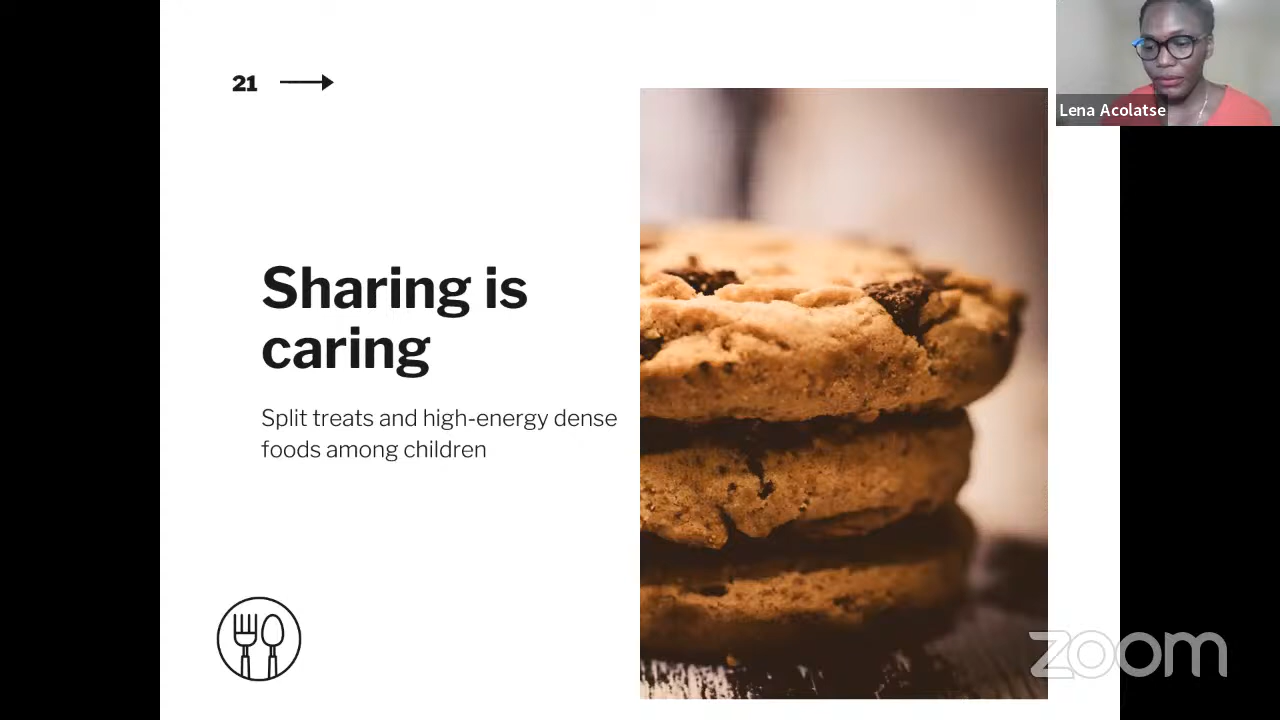 21
Lena Acolatse
Sharing is
caring
Split treats and high-energy dense
foods among children
zoom